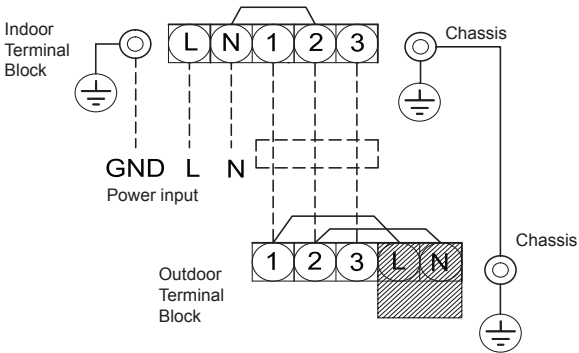 Indoor
Terminal
Block
L N 1 2 3
Chassis
GND L N
Power input
Chassis
1 2 3 L N
Outdoor
Terminal
Block